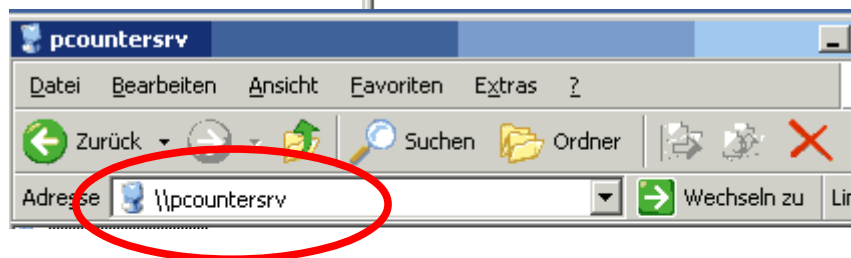 pcountersrv
Datei Bearbeiten Ansicht Favoriten Extras ?
Zurück Suchen Ordner
Adresse \\pcountersrv Wechseln zu